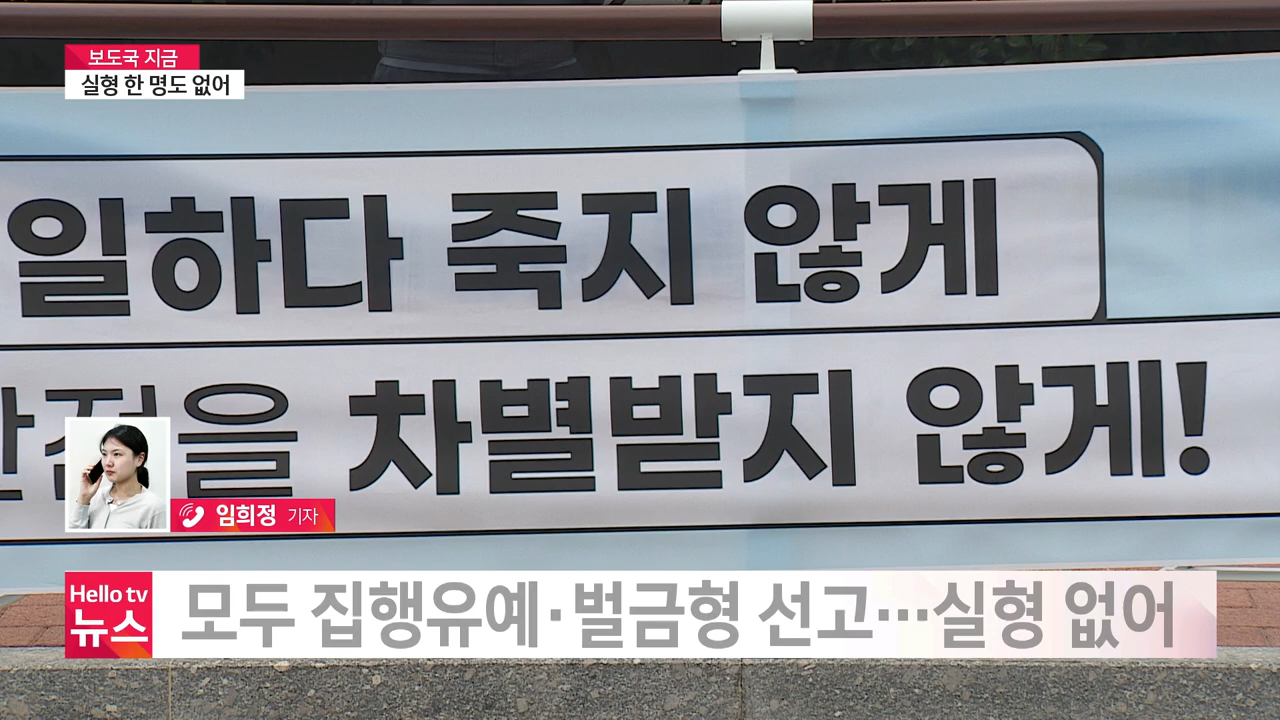 보도국 지금
실형 한 명도 없어
일하다 죽지 않게
차별받지 않게!
임희정 기자
Hello tv
뉴스
모두 집행유예·벌금형 선고…실형 없어